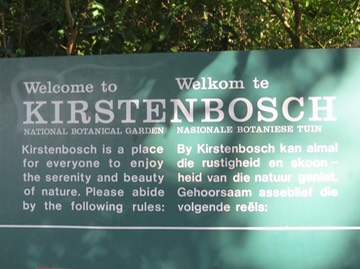 Welcome to Welkom te
KIRSTENBOSCH
NATIONAL BOTANICAL GARDEN NASIONALE BOTANIESE TUIN
Kirstenbosch is a place
for everyone to enjoy
the serenity and beauty
of nature. Please abide
by the following rules:
By Kirstenbosch kan almal
die rustigheid en skoon-
heid van die natuur geniet.
Gehoorsaam asseblief die
volgende reëls: